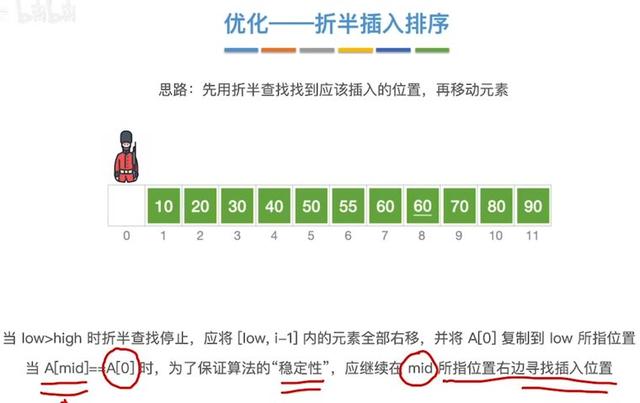 优化——折半插入排序
思路：先用折半查找找到应该插入的位置，再移动元素
10 20 30 40 50 55 60 60 70 80 90
0 1 2 3 4 5 6 7 8 9 10 11
当 low>high 时折半查找停止，应将 [low, i-1] 内的元素全部右移，并将 A[0] 复制到 low 所指位置
当 A[mid]==A[0] 时，为了保证算法的“稳定性”，应继续在 mid 所指位置右边寻找插入位置